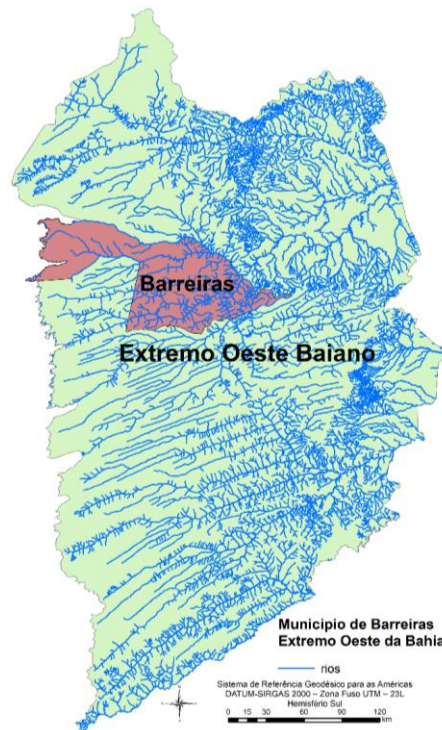 Barreiras
Extremo Oeste Baiano
Município de Barreiras
Extremo Oeste da Bahia
rios
Sistema de Referência Geodésico para as Américas
DATUM-SIRGAS 2000 – Zona Fuso UTM – 23L
Hemisfério Sul
0 15 30 60 90 120
km